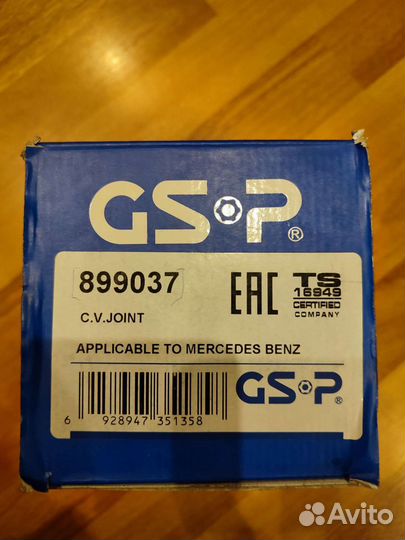 GSP®
899037
EAC
TS
16949
CERTIFIED
COMPANY
C.V.JOINT
APPLICABLE TO MERCEDES BENZ
6 928947 351358
GSP®
Avito